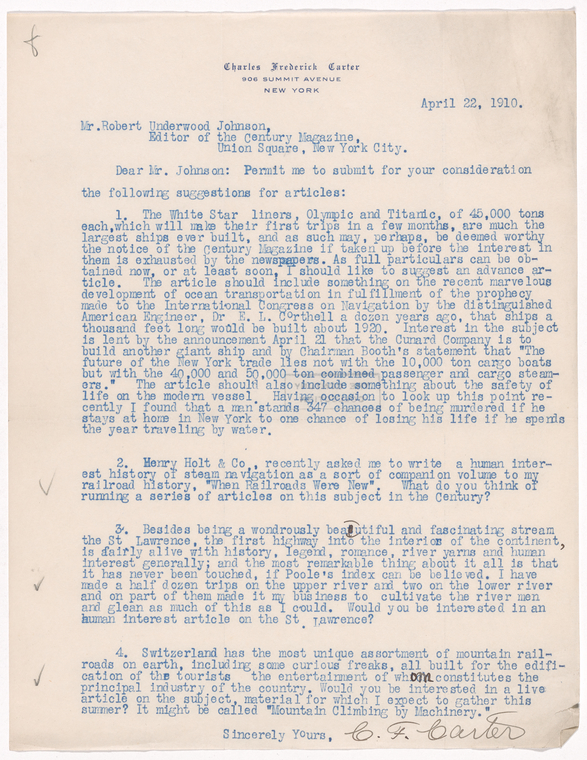 Charles Frederick Carter
906 SUMMIT AVENUE
NEW YORK
April 22, 1910.
Mr.Robert Underwood Johnson,
Editor of the Century Magazine,
Union Square, New York City.
Dear Mr. Johnson: Permit me to submit for your consideration
the following suggestions for articles:
1. The White Star liners, Olympic and Titanic, of 45,000 tons
each,which will make their first trips in a few months, are much the
largest ships ever built, and as such may, perhaps, be deemed worthy
the notice of the Century Magazine if taken up before the interest in
them is exhausted by the newspapers. As full particulars can be ob-
tained now, or at least soon, I should like to suggest an advance ar-
ticle. The article should include something on the recent marvelous
development of ocean transportation in fulfillment of the prophecy
made to the International Congress on Navigation by the distinguished
American Engineer, Dr E. L. Corthell a dozen years ago, that ships a
thousand feet long would be built about 1920. Interest in the subject
is lent by the announcement April 21 that the Cunard Company is to
build another giant ship and by Chairman Booth's statement that "The
future of the New York trade lies not with the 10,000 ton cargo boats
but with the 40,000 and 50,000 ton combined passenger and cargo steam-
ers." The article should also include something about the safety of
life on the modern vessel. Having occasion to look up this point re-
cently I found that a man stands 347 chances of being murdered if he
stays at home in New York to one chance of losing his life if he spends
the year traveling by water.
2. Henry Holt & Co., recently asked me to write a human inter-
est history of steam navigation as a sort of companion volume to my
railroad history, "When Railroads Were New". What do you think of
running a series of articles on this subject in the Century?
3. Besides being a wondrously beautiful and fascinating stream
the St Lawrence, the first highway into the interior of the continent,
is fairly alive with history, legend, romance, river yarns and human
interest generally; and the most remarkable thing about it all is that
it has never been touched, if Poole's index can be believed. I have
made a half dozen trips on the upper river and two on the lower river
and on part of them made it my business to cultivate the river men
and glean as much of this as I could. Would you be interested in an
human interest article on the St. Lawrence?
4. Switzerland has the most unique assortment of mountain rail-
roads on earth, including some curious freaks, all built for the edifi-
cation of the tourists the entertainment of whom constitutes the
principal industry of the country. Would you be interested in a live
article on the subject, material for which I expect to gather this
summer? It might be called "Mountain Climbing by Machinery."
Sincerely Yours, C. F. Carter